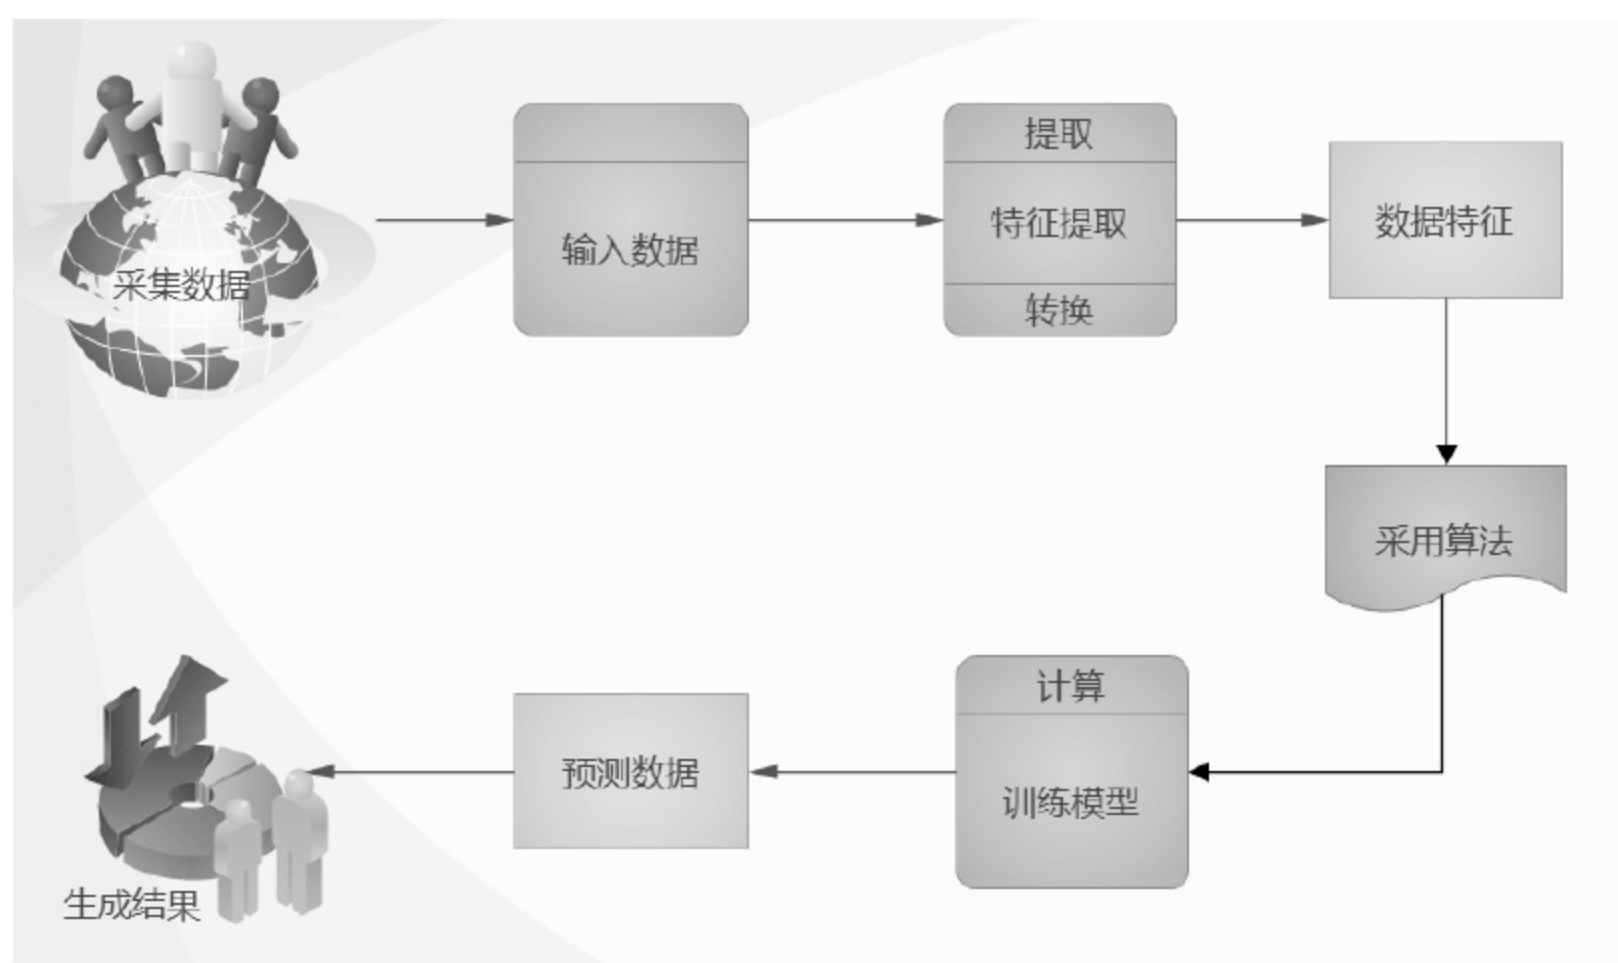 采集数据
输入数据
提取
特征提取
转换
数据特征
采用算法
计算
训练模型
预测数据
生成结果